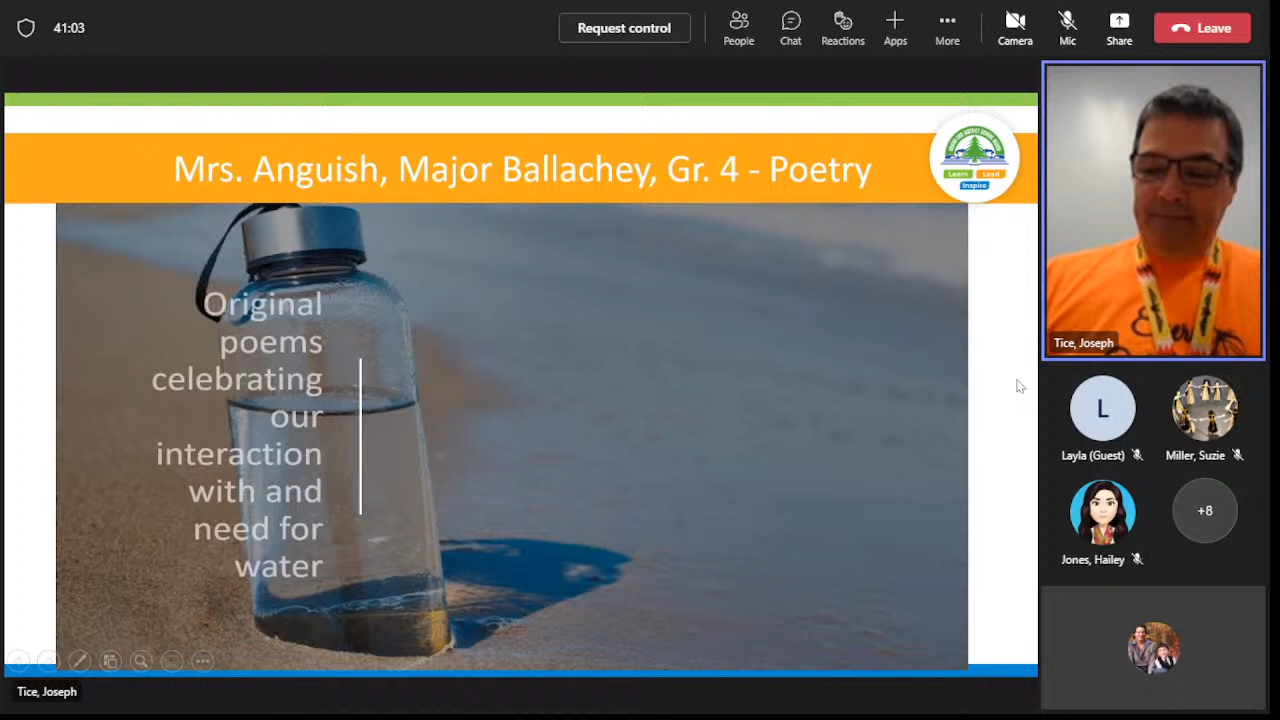 41:03
Request control
People
Chat
Reactions
Apps
More
Camera
Mic
Share
Leave
Mrs. Anguish, Major Ballachey, Gr. 4 - Poetry
Learn
Lead
Inspire
Original
poems
celebrating
our
interaction
with and
need for
water
Tice, Joseph
Tice, Joseph
L
Layla (Guest)
Miller, Suzie
Jones, Hailey
+8